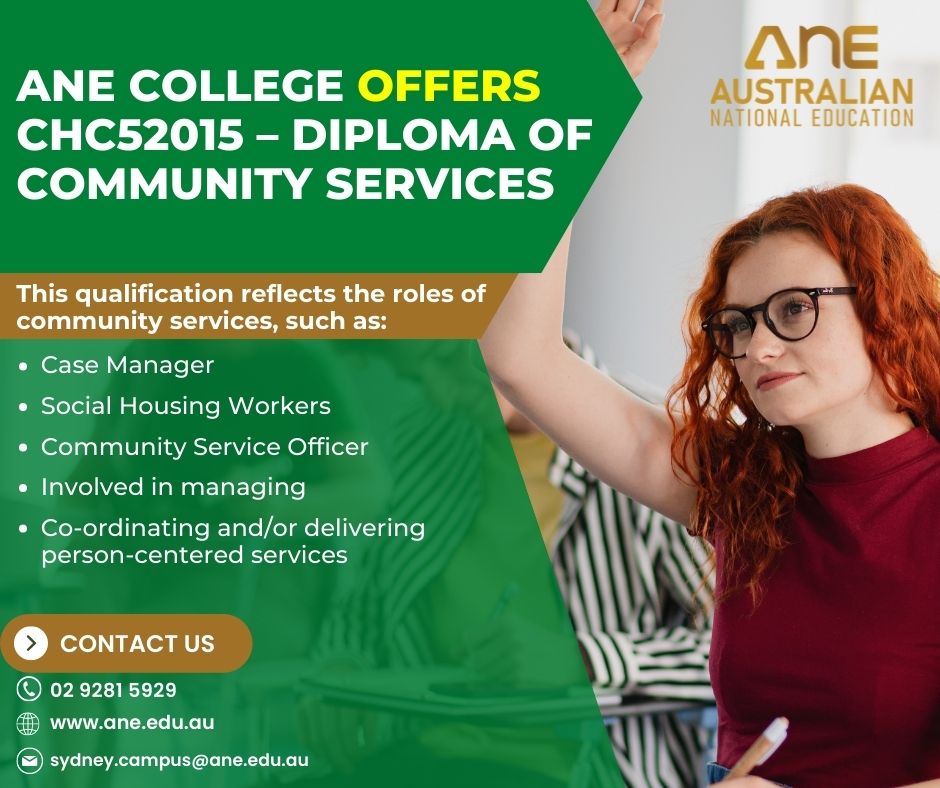 ANE COLLEGE OFFERS
CHC52015 – DIPLOMA OF
COMMUNITY SERVICES
ANE
AUSTRALIAN
NATIONAL EDUCATION
This qualification reflects the roles of
community services, such as:
• Case Manager
• Social Housing Workers
• Community Service Officer
• Involved in managing
• Co-ordinating and/or delivering
person-centered services
CONTACT US
02 9281 5929
www.ane.edu.au
sydney.campus@ane.edu.au